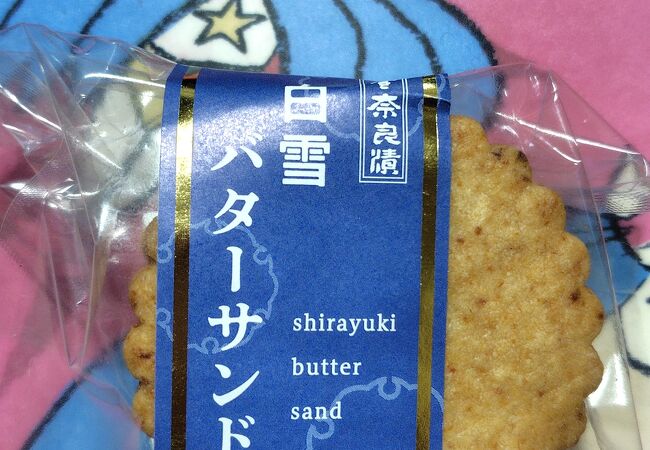 奈良漬
白雪
バターサンド
shirayuki
butter
sand